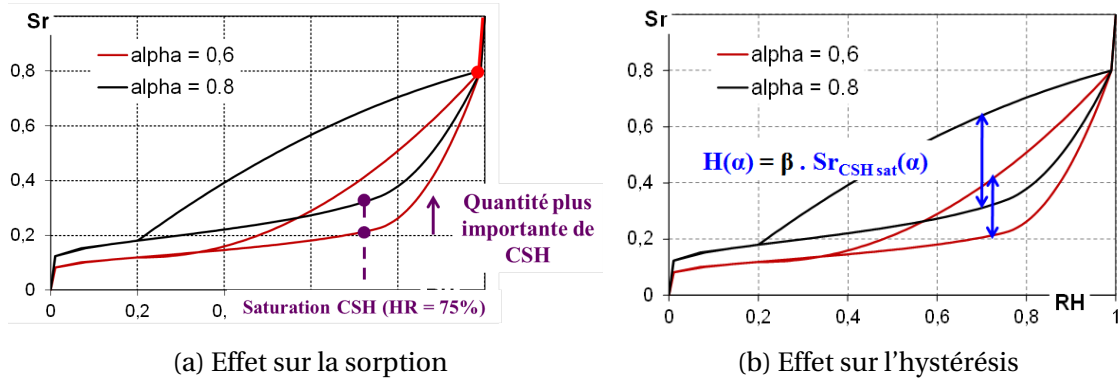 Sr
alpha = 0,6
alpha = 0.8
0.8
0.6
0.4
0.2
0
0,2
0,
Quantité plus
importante de
CSH
Saturation CSH (HR = 75%)
(a) Effet sur la sorption
Sr
alpha = 0,6
alpha = 0.8
0.8
0.6
0.4
0.2
0
H(α) = β . Sr CSH sat(α)
0
0,2
0,4
0,6
0,8
1
RH
(b) Effet sur l'hystérésis